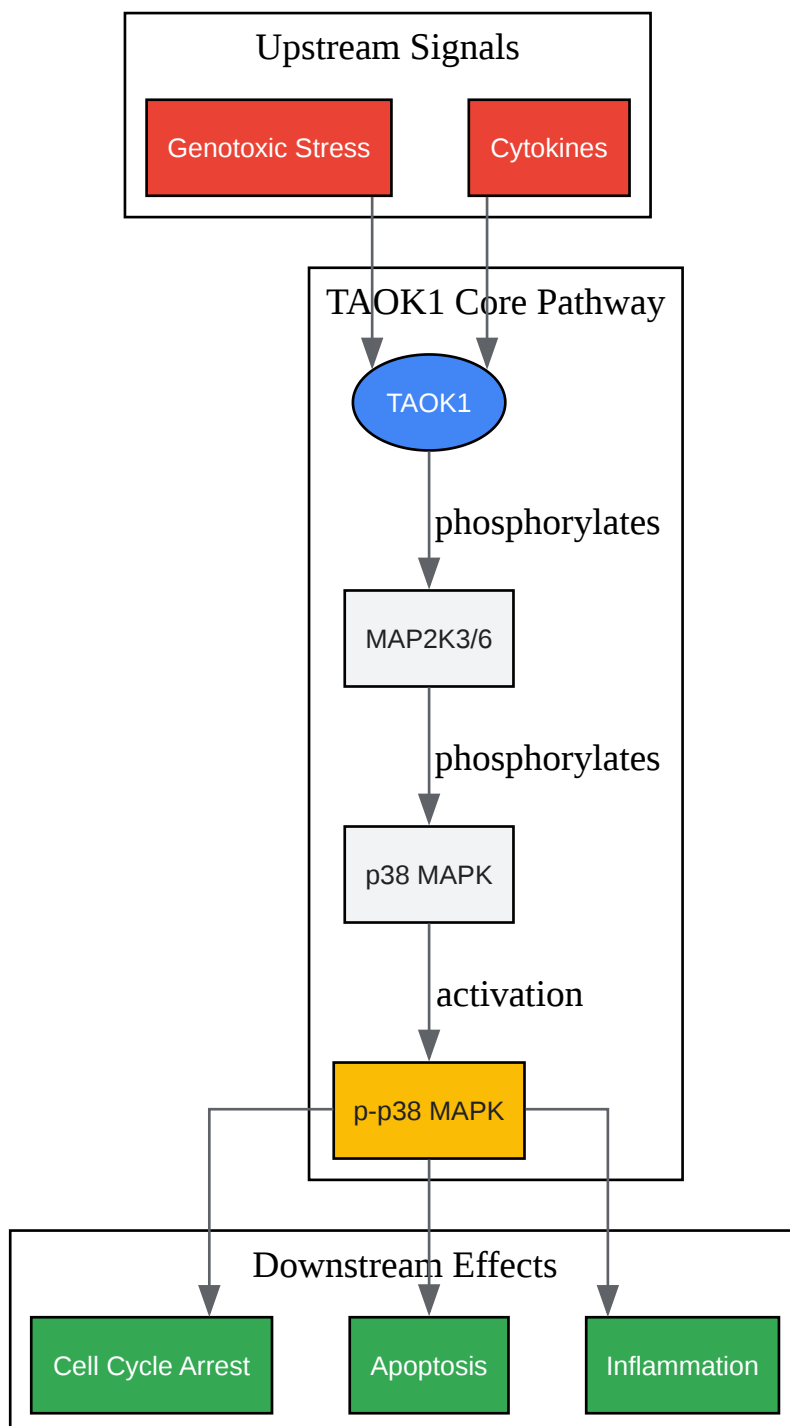 Upstream Signals
Genotoxic Stress
Cytokines
TAOK1 Core Pathway
TAOK1
phosphorylates
MAP2K3/6
phosphorylates
p38 MAPK
activation
p-p38 MAPK
Downstream Effects
Cell Cycle Arrest
Apoptosis
Inflammation